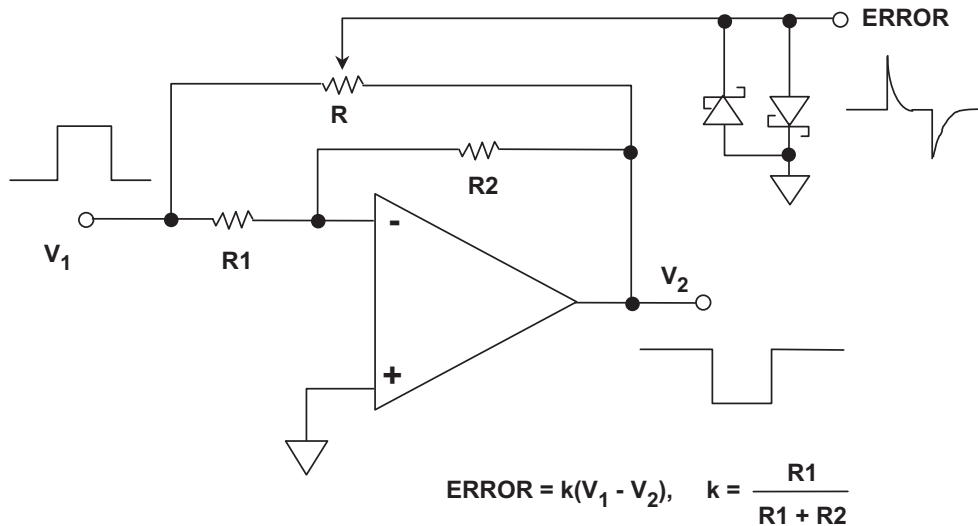 ERROR
R
R2
V₁
R1
-
+
V₂
ERROR = k(V₁ - V₂), k = R1 / (R1 + R2)